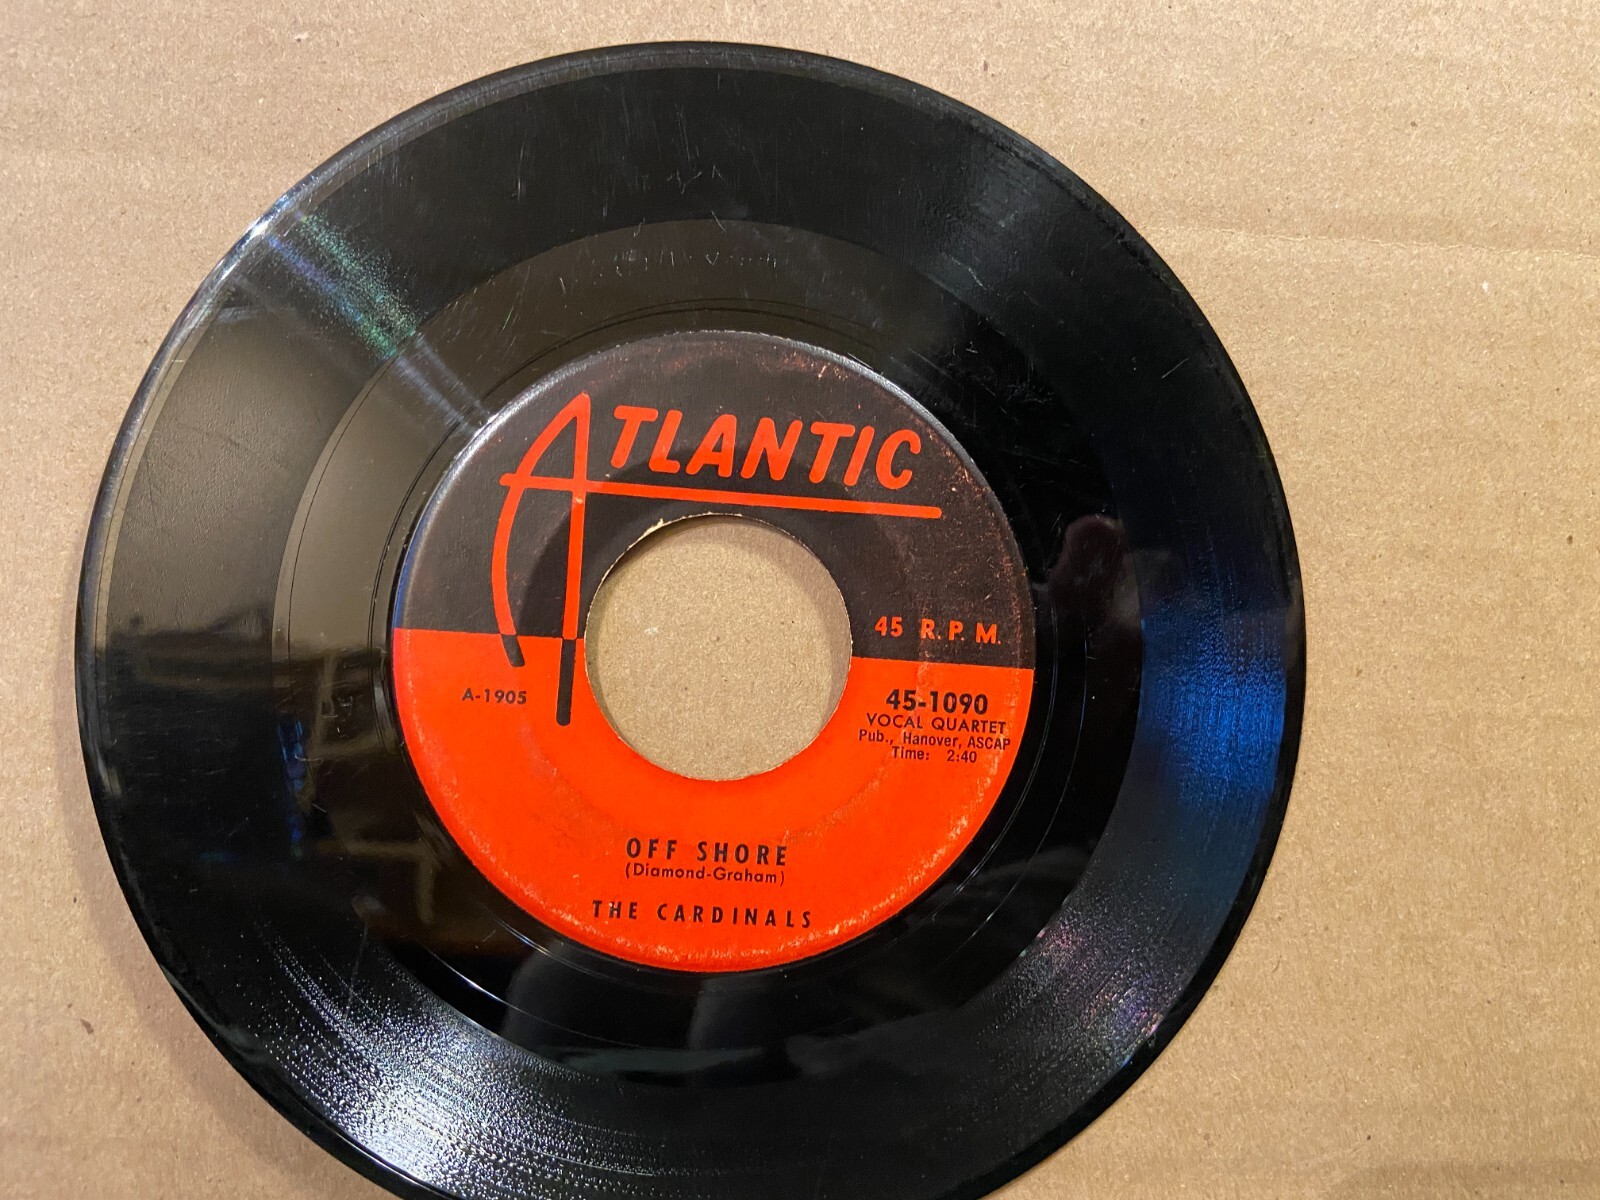 ATLANTIC
45 R.P.M.
A-1905
45-1090
VOCAL QUARTET
Pub., Hanover, ASCAP
Time: 2:40
OFF SHORE
(Diamond-Graham)
THE CARDINALS